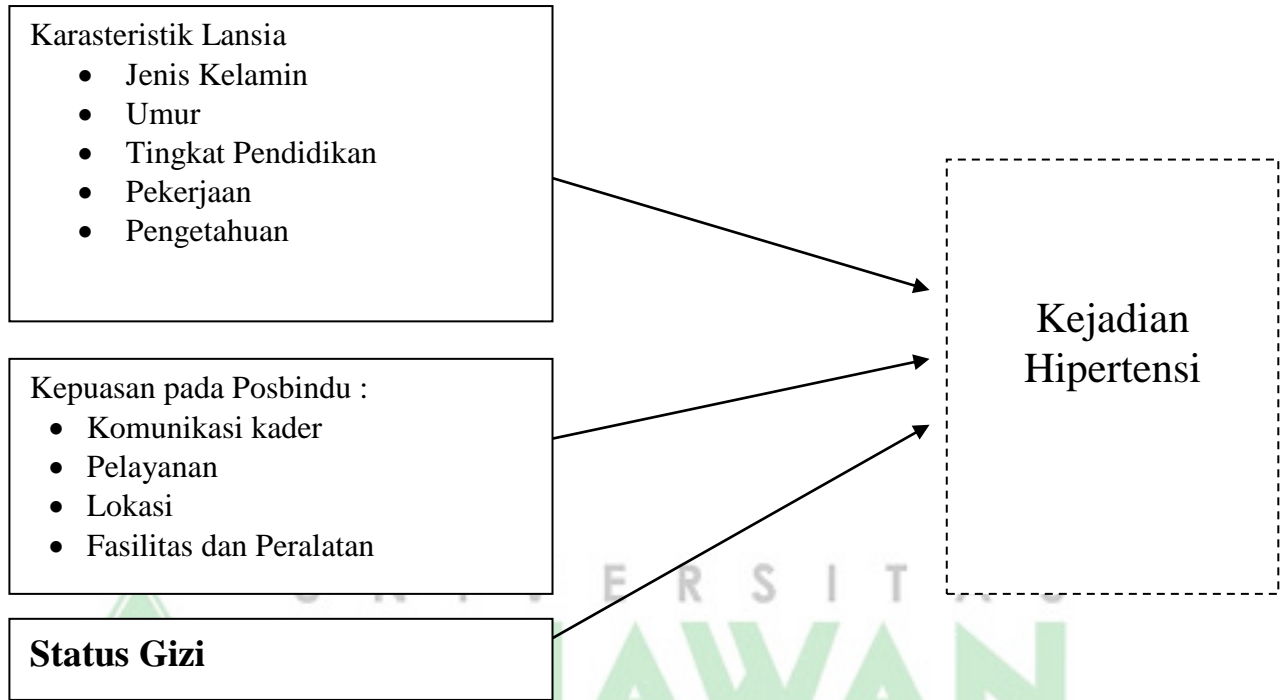 Karasteristik Lansia
• Jenis Kelamin
• Umur
• Tingkat Pendidikan
• Pekerjaan
• Pengetahuan
Kepuasan pada Posbindu :
• Komunikasi kader
• Pelayanan
• Lokasi
• Fasilitas dan Peralatan
Status Gizi
Kejadian
Hipertensi